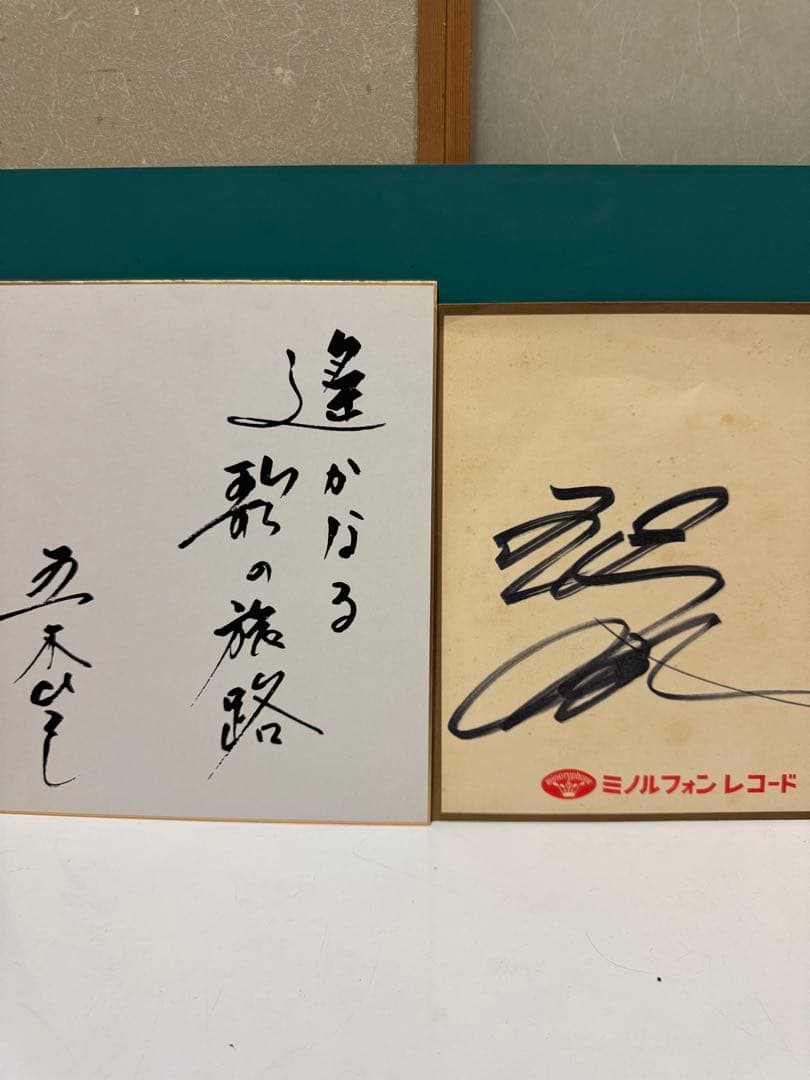 遙かなる
歌の旅路
五木ひろし
minoryphone
ミノルフォン レコード